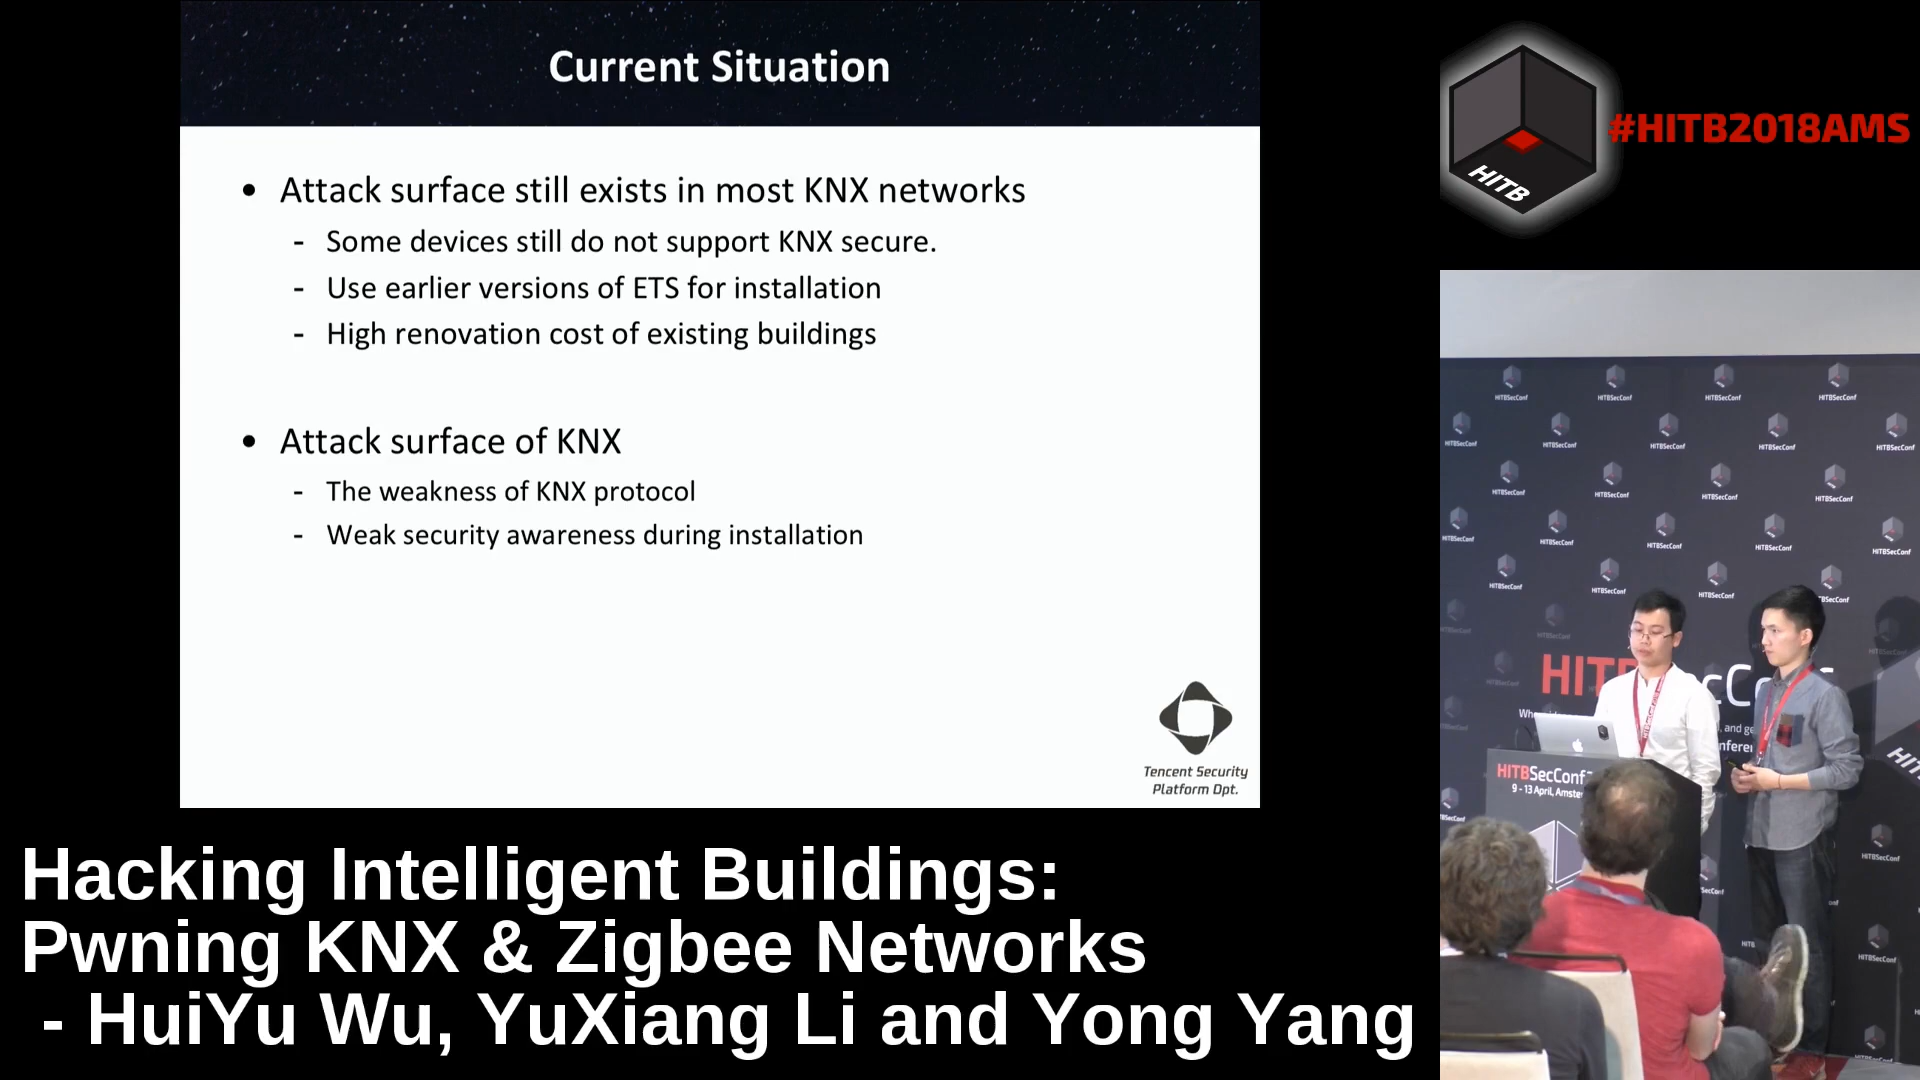 Current Situation
• Attack surface still exists in most KNX networks
- Some devices still do not support KNX secure.
- Use earlier versions of ETS for installation
- High renovation cost of existing buildings
• Attack surface of KNX
- The weakness of KNX protocol
- Weak security awareness during installation
Tencent Security
Platform Dpt.
HITB
#HITB2018AMS
HITBSecConf
9 - 13 April, Amste
Hacking Intelligent Buildings:
Pwning KNX & Zigbee Networks
- HuiYu Wu, YuXiang Li and Yong Yang